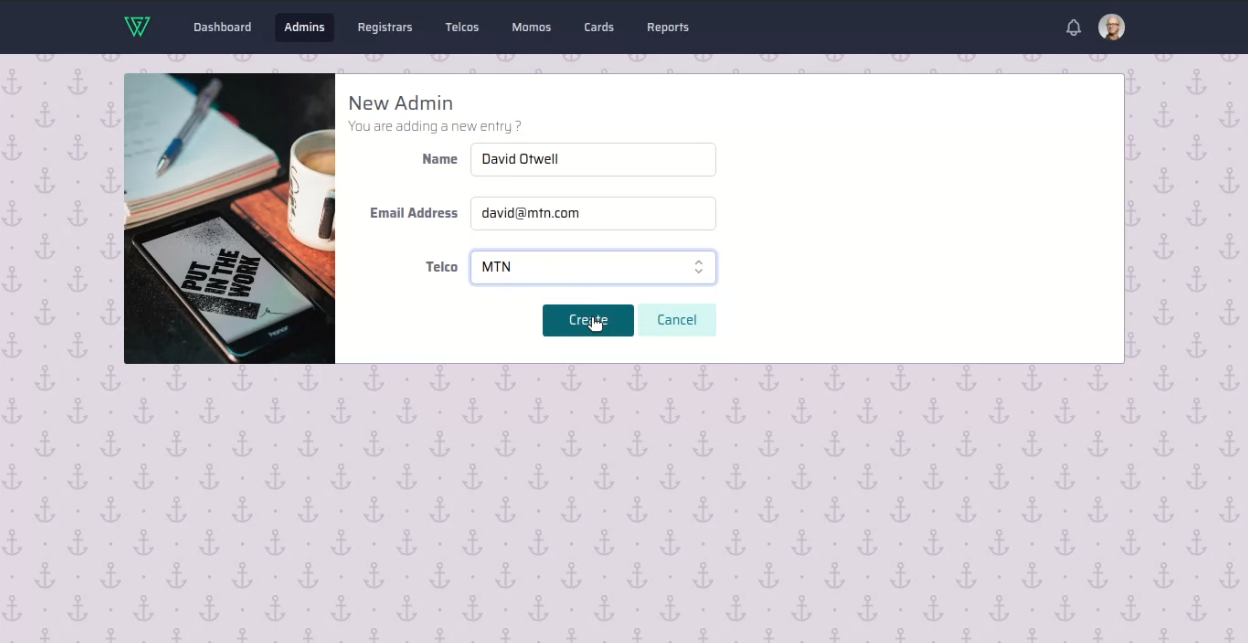 Dashboard Admins Registrars Telcos Momos Cards Reports
New Admin
You are adding a new entry ?
Name David Otwell
Email Address david@mtn.com
Telco MTN
Create Cancel
PUT
IN THE
WORK
HONOR